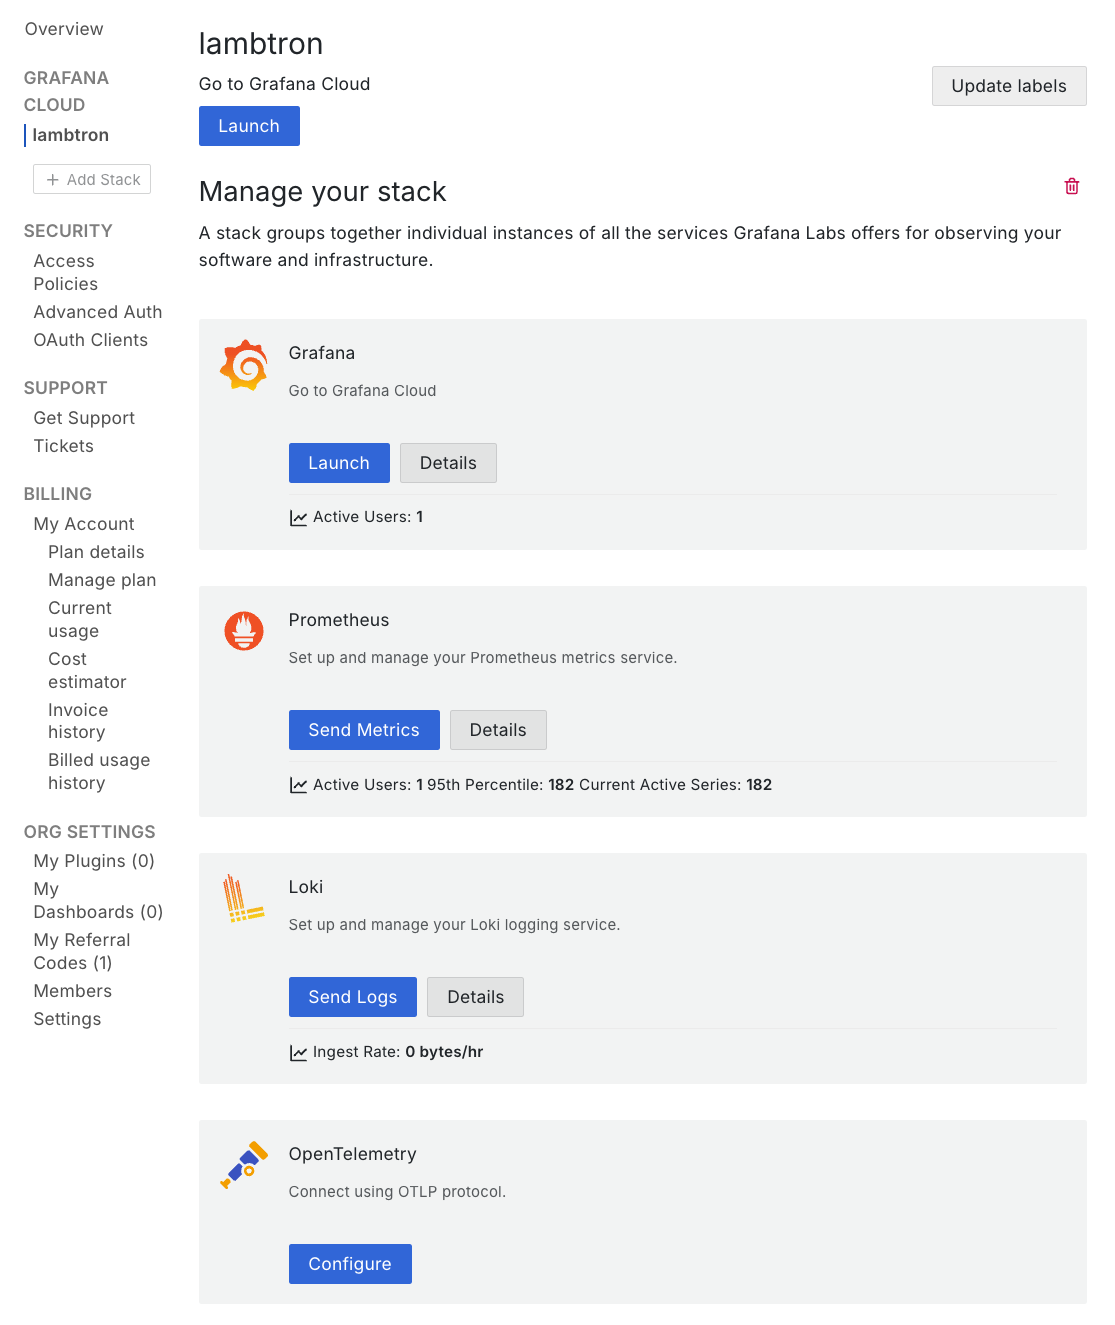 Overview
GRAFANA
CLOUD
lambtron
+ Add Stack
SECURITY
Access
Policies
Advanced Auth
OAuth Clients
SUPPORT
Get Support
Tickets
BILLING
My Account
Plan details
Manage plan
Current
usage
Cost
estimator
Invoice
history
Billed usage
history
ORG SETTINGS
My Plugins (0)
My
Dashboards (0)
My Referral
Codes (1)
Members
Settings
lambtron
Go to Grafana Cloud
Update labels
Launch
Manage your stack
A stack groups together individual instances of all the services Grafana Labs offers for observing your
software and infrastructure.
Grafana
Go to Grafana Cloud
Launch Details
Active Users: 1
Prometheus
Set up and manage your Prometheus metrics service.
Send Metrics Details
Active Users: 1 95th Percentile: 182 Current Active Series: 182
Loki
Set up and manage your Loki logging service.
Send Logs Details
Ingest Rate: 0 bytes/hr
OpenTelemetry
Connect using OTLP protocol.
Configure